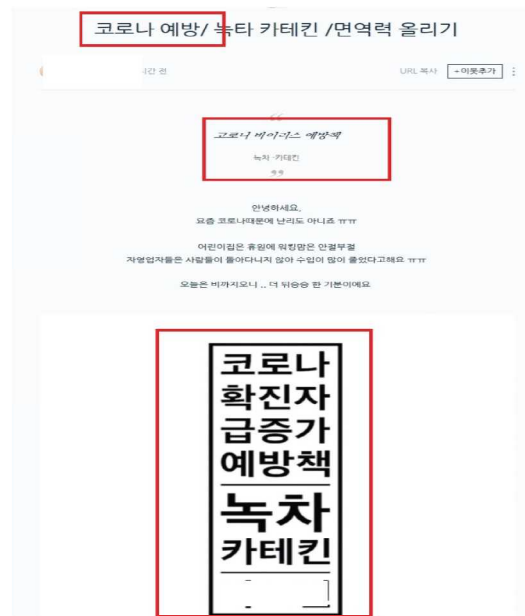 코로나 예방/ 녹타 카테킨 /면역력 올리기
시간 전
URL 복사 +이웃추가
“
코로나 바이러스 예방책
녹차 카테킨
”
안녕하세요,
요즘 코로나때문에 난리도 아니죠 ㅠㅠ
어린이집은 휴원에 워킹맘은 안절부절
자영업자들은 사람들이 돌아다니지 않아 수입이 많이 줄었다고해요 ㅠㅠ
오늘은 비까지오니 .. 더 뒤숭숭 한 기분이에요
코로나
확진자
급증가
예방책
녹차
카테킨